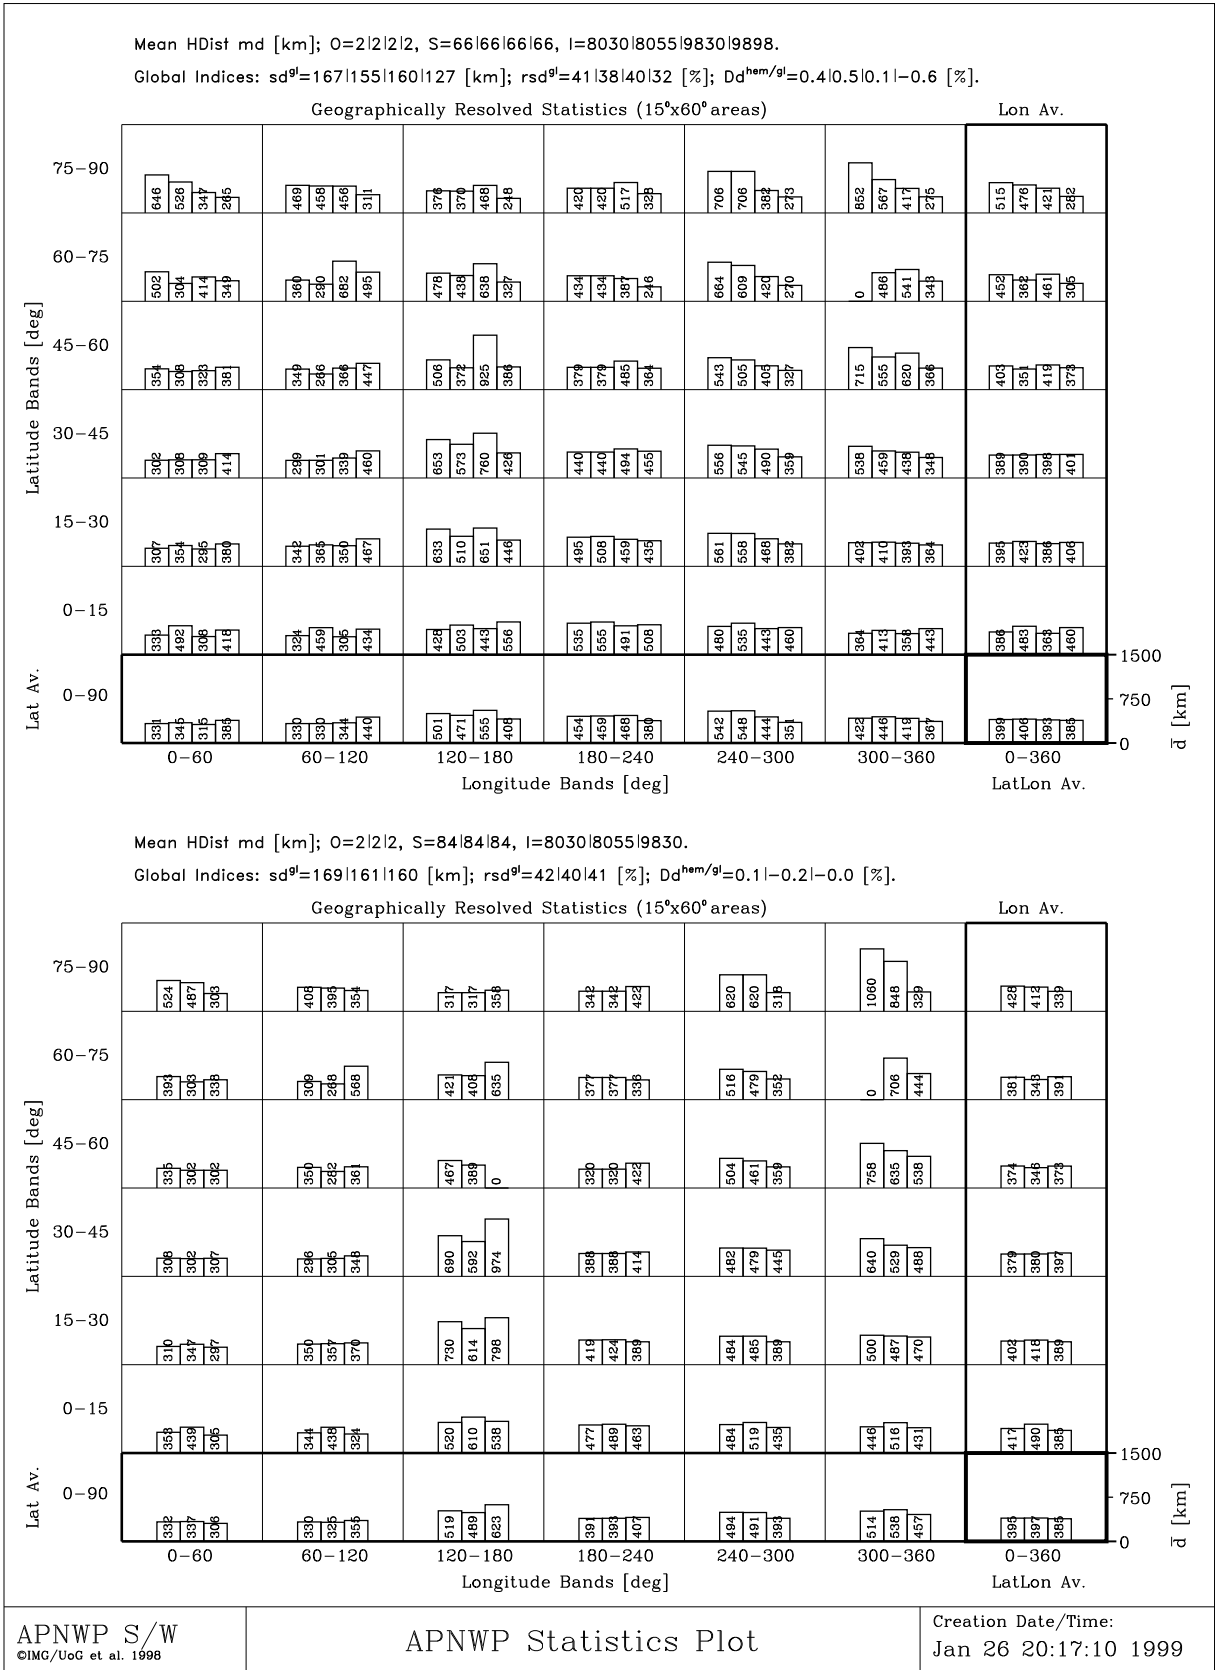 Mean HDist md [km]; O=2|2|2|2, S=66|66|66|66, I=8030|8055|9830|9898.
Global Indices: sd^gl=167|155|160|127 [km]; rsd^gl=41|38|40|32 [%]; Dd^hem/gl=0.4|0.5|0.1|-0.6 [%].
Geographically Resolved Statistics (15°x60° areas) Lon Av.
75-90 646 526 347 265 469 458 456 311 376 370 468 248 420 420 517 328 706 706 382 273 852 567 417 275 515 476 421 282
60-75 502 304 414 349 360 290 682 495 478 438 638 327 434 434 387 246 664 609 420 270 0 486 541 343 452 362 461 305
45-60 354 308 323 381 349 266 366 447 506 372 925 386 379 379 485 364 543 505 405 327 715 555 620 366 403 351 419 373
30-45 302 308 309 414 299 301 339 460 653 573 760 426 440 440 494 455 556 545 490 359 538 459 438 348 389 390 398 401
15-30 307 354 295 380 342 365 350 467 633 510 651 446 495 508 459 435 561 558 468 382 402 410 393 364 395 423 386 406
0-15 333 492 308 418 324 459 305 434 428 503 443 556 535 555 491 508 480 535 443 460 364 413 358 443 386 483 363 460
0-90 331 345 315 385 330 330 344 440 501 471 555 408 454 459 468 380 542 548 444 351 422 446 419 367 399 406 393 385
Latitude Bands [deg]
Lat Av.
1500
750
0
d [km]
0-60 60-120 120-180 180-240 240-300 300-360 0-360
Longitude Bands [deg] LatLon Av.
Mean HDist md [km]; O=2|2|2, S=84|84|84, I=8030|8055|9830.
Global Indices: sd^gl=169|161|160 [km]; rsd^gl=42|40|41 [%]; Dd^hem/gl=0.1|-0.2|-0.0 [%].
Geographically Resolved Statistics (15°x60° areas) Lon Av.
75-90 524 487 303 408 395 354 317 317 358 342 342 422 620 620 318 1060 848 329 428 412 339
60-75 393 303 338 309 268 568 421 408 635 377 377 336 516 479 352 0 706 444 381 343 391
45-60 335 302 302 350 282 361 467 389 0 320 320 422 504 461 359 758 635 538 374 346 373
30-45 308 302 307 296 305 348 690 592 974 388 388 414 482 479 445 640 529 488 379 380 397
15-30 310 347 297 350 357 370 730 614 798 419 424 389 484 485 389 500 487 470 402 418 389
0-15 353 439 305 344 438 324 520 610 538 477 489 463 484 519 435 446 516 431 417 490 385
0-90 332 337 306 330 325 355 519 489 623 391 393 407 494 491 393 514 538 457 395 397 385
Latitude Bands [deg]
Lat Av.
1500
750
0
d [km]
0-60 60-120 120-180 180-240 240-300 300-360 0-360
Longitude Bands [deg] LatLon Av.
APNWP S/W
©IMG/UoG et al. 1998
APNWP Statistics Plot
Creation Date/Time:
Jan 26 20:17:10 1999